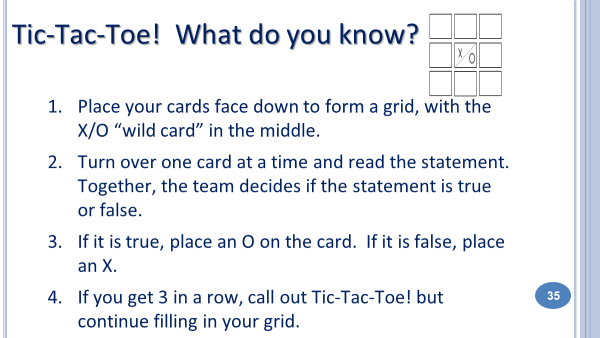 Tic-Tac-Toe!  What do you know?
X
O
1. Place your cards face down to form a grid, with the
X/O “wild card” in the middle.
2. Turn over one card at a time and read the statement.
Together, the team decides if the statement is true
or false.
3. If it is true, place an O on the card.  If it is false, place
an X.
4. If you get 3 in a row, call out Tic-Tac-Toe! but
continue filling in your grid.
35